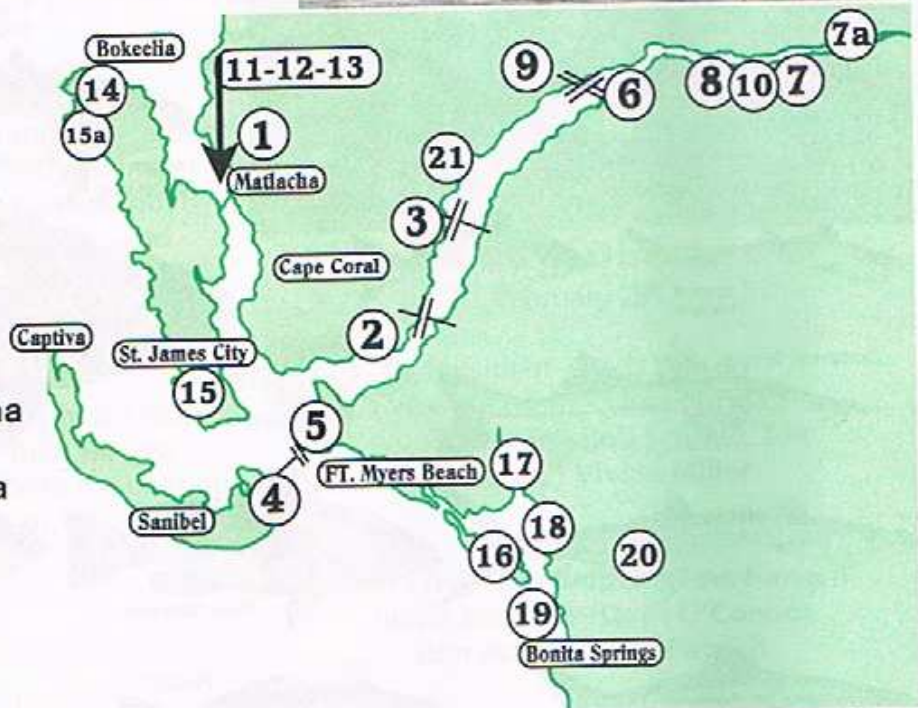 7a
Bokeelia
9
11-12-13
14
6
8
10
7
15a
1
21
Matlacha
3
Cape Coral
2
Captiva
St. James City
15
5
17
FT. Myers Beach
4
Sanibel
18
16
20
19
Bonita Springs